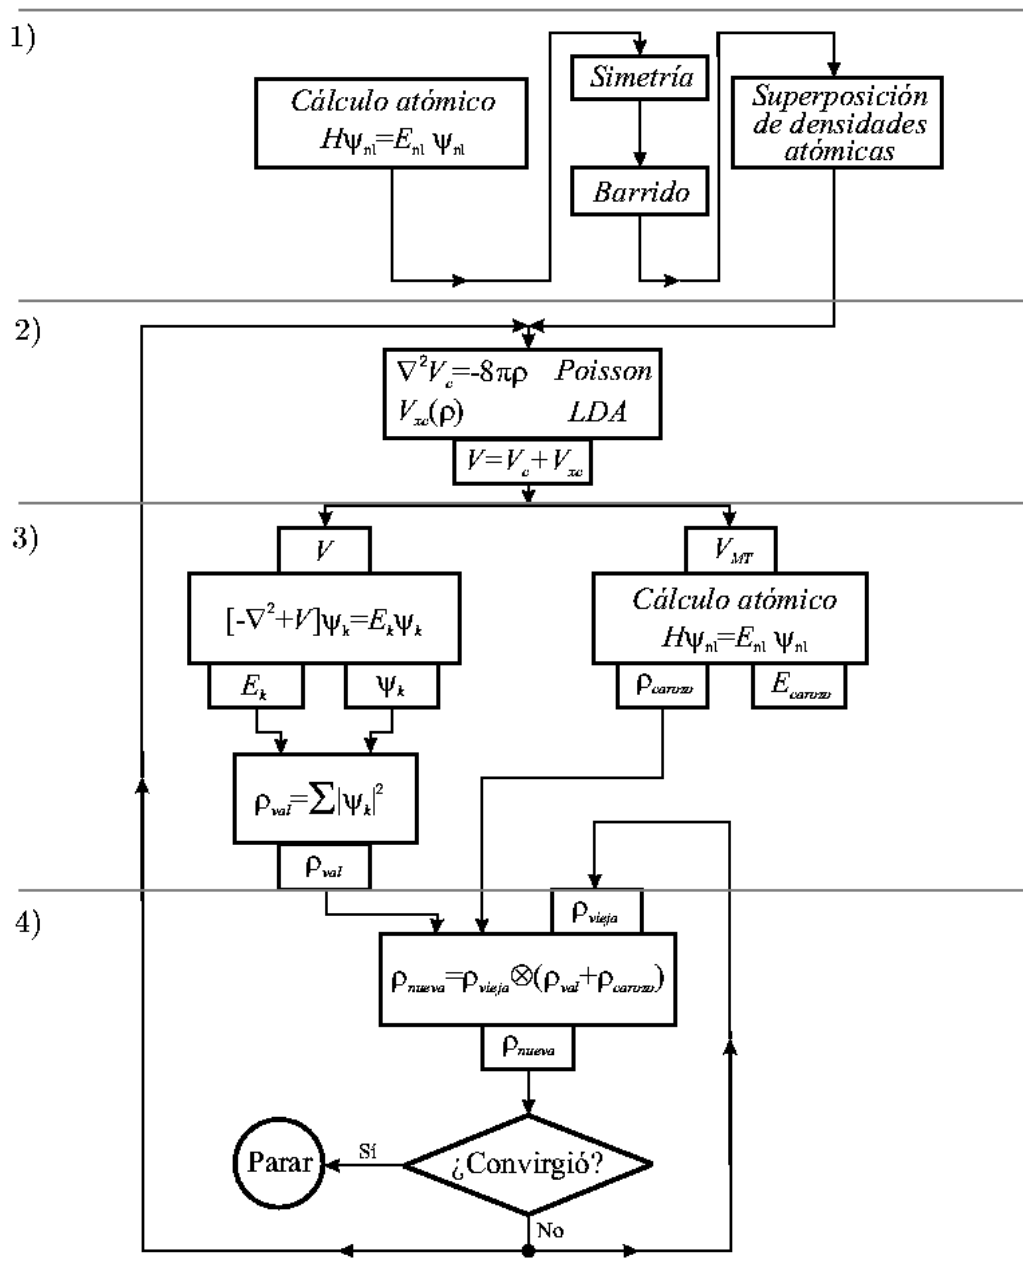 1)
Cálculo atómico
Hψnl=Enl ψnl
Simetría
Barrido
Superposición
de densidades
atómicas
2)
∇²Vc=-8πρ Poisson
Vxc(ρ) LDA
V=Vc+Vxc
3)
V
[-∇²+V]ψk=Ekψk
Ek
ψk
ρval=∑|ψk|²
ρval
VMT
Cálculo atómico
Hψnl=Enl ψnl
ρcarozo
Ecarozo
4)
ρvieja
ρnueva=ρvieja⊗(ρval+ρcarozo)
ρnueva
¿Convirgió?
Sí
Parar
No